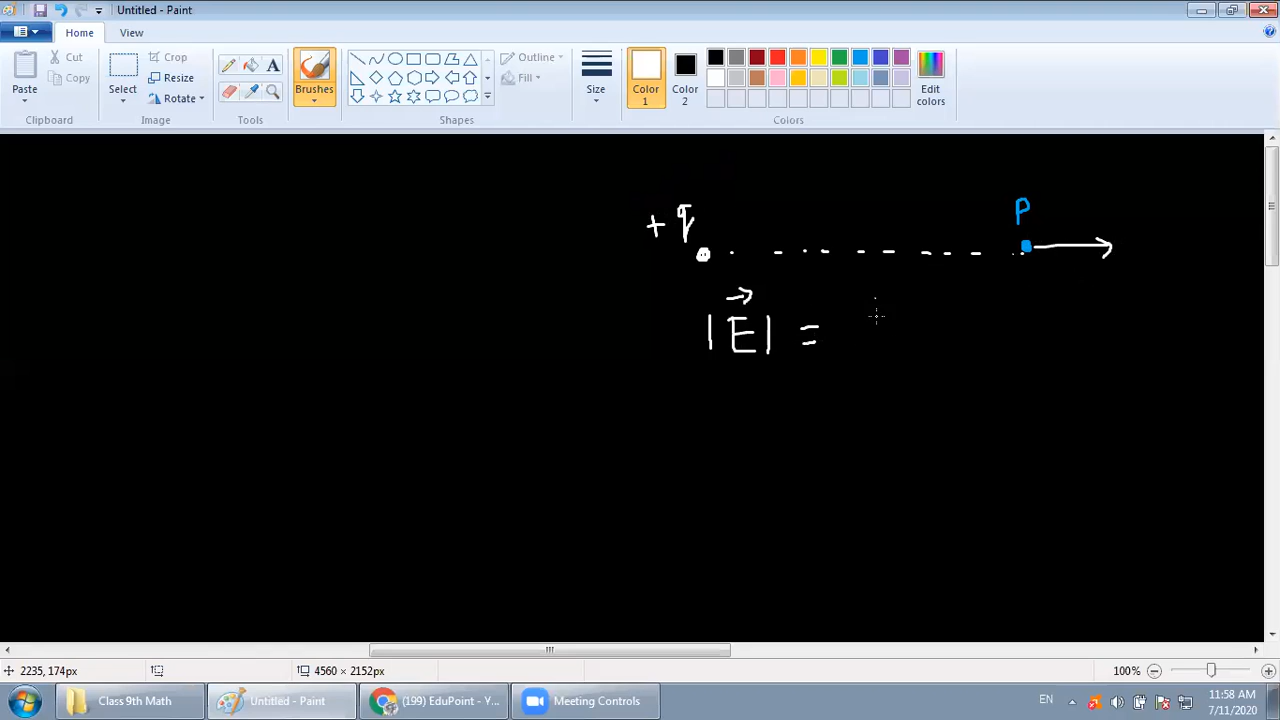 Untitled - Paint
Home View
Paste
Cut
Copy
Clipboard
Select
Crop
Resize
Rotate
Image
Tools
Brushes
Shapes
Outline
Fill
Size
Color 1
Color 2
Edit colors
Colors
+ q
P
|E⃗| =
2235, 174px
4560 × 2152px
100%
Class 9th Math
Untitled - Paint
(199) EduPoint - Y...
Meeting Controls
EN
11:58 AM
7/11/2020